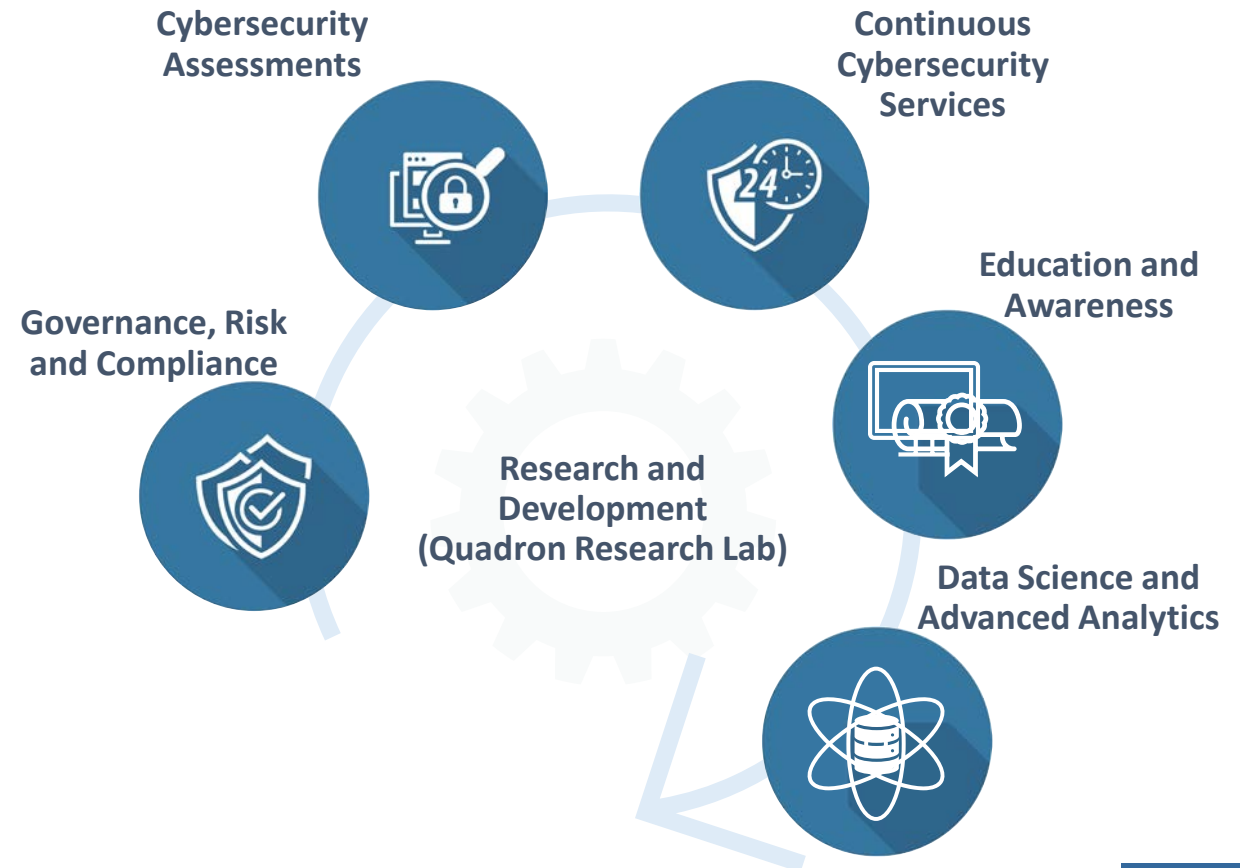 Cybersecurity
Assessments
Continuous
Cybersecurity
Services
24
Education and
Awareness
Governance, Risk
and Compliance
Research and
Development
(Quadron Research Lab)
Data Science and
Advanced Analytics